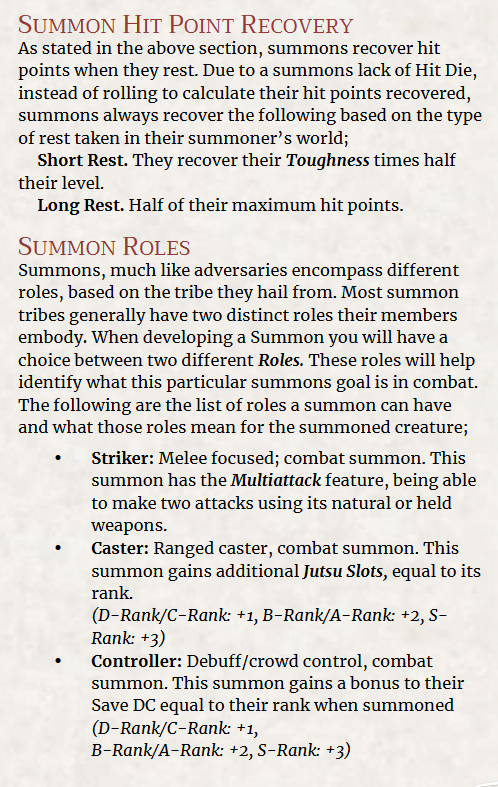 SUMMON HIT POINT RECOVERY
As stated in the above section, summons recover hit
points when they rest. Due to a summons lack of Hit Die,
instead of rolling to calculate their hit points recovered,
summons always recover the following based on the type
of rest taken in their summoner's world;
Short Rest. They recover their Toughness times half
their level.
Long Rest. Half of their maximum hit points.
SUMMON ROLES
Summons, much like adversaries encompass different
roles, based on the tribe they hail from. Most summon
tribes generally have two distinct roles their members
embody. When developing a Summon you will have a
choice between two different Roles. These roles will help
identify what this particular summons goal is in combat.
The following are the list of roles a summon can have
and what those roles mean for the summoned creature;
• Striker: Melee focused; combat summon. This
summon has the Multiattack feature, being able
to make two attacks using its natural or held
weapons.
• Caster: Ranged caster, combat summon. This
summon gains additional Jutsu Slots, equal to its
rank.
(D-Rank/C-Rank: +1, B-Rank/A-Rank: +2, S-
Rank: +3)
• Controller: Debuff/crowd control, combat
summon. This summon gains a bonus to their
Save DC equal to their rank when summoned
(D-Rank/C-Rank: +1,
B-Rank/A-Rank: +2, S-Rank: +3)